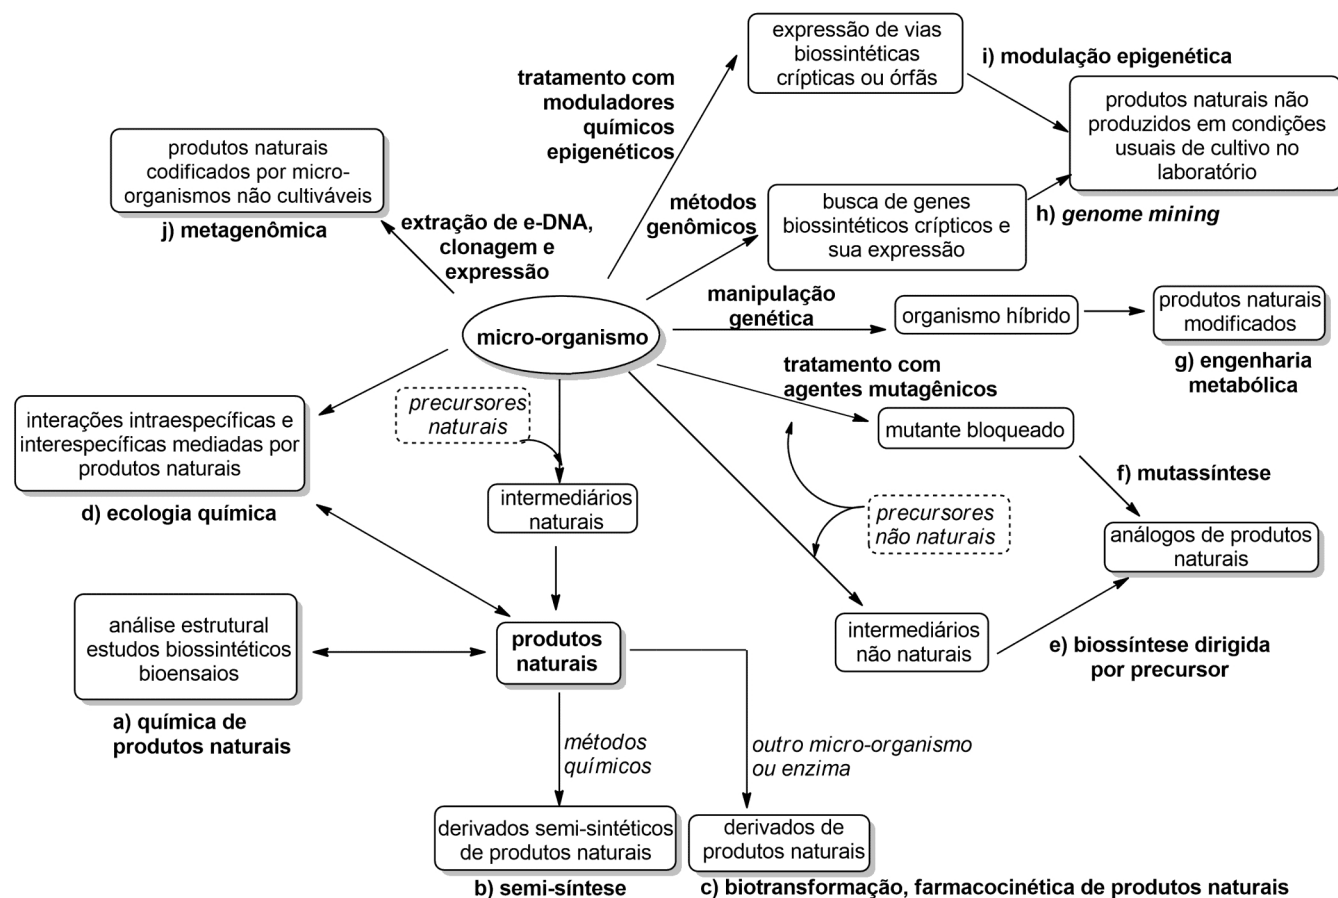 expressão de vias
biossintéticas
crípticas ou órfãs
i) modulação epigenética
tratamento com
moduladores
químicos
epigenéticos
produtos naturais não
produzidos em condições
usuais de cultivo no
laboratório
produtos naturais
codificados por micro-
organismos não cultiváveis
j) metagenômica
métodos
genômicos
busca de genes
biossintéticos crípticos e
sua expressão
h) genome mining
extração de e-DNA,
clonagem e
expressão
manipulação
genética
organismo híbrido
produtos naturais
modificados
g) engenharia
metabólica
micro-organismo
tratamento com
agentes mutagênicos
precursores
naturais
mutante bloqueado
interações intraespecíficas e
interespecíficas mediadas por
produtos naturais
d) ecologia química
f) mutassíntese
intermediários
naturais
precursores
não naturais
análogos de produtos
naturais
análise estrutural
estudos biossintéticos
bioensaios
a) química de
produtos naturais
produtos
naturais
intermediários
não naturais
e) biossíntese dirigida
por precursor
métodos
químicos
outro micro-organismo
ou enzima
derivados semi-sintéticos
de produtos naturais
b) semi-síntese
derivados de
produtos naturais
c) biotransformação, farmacocinética de produtos naturais